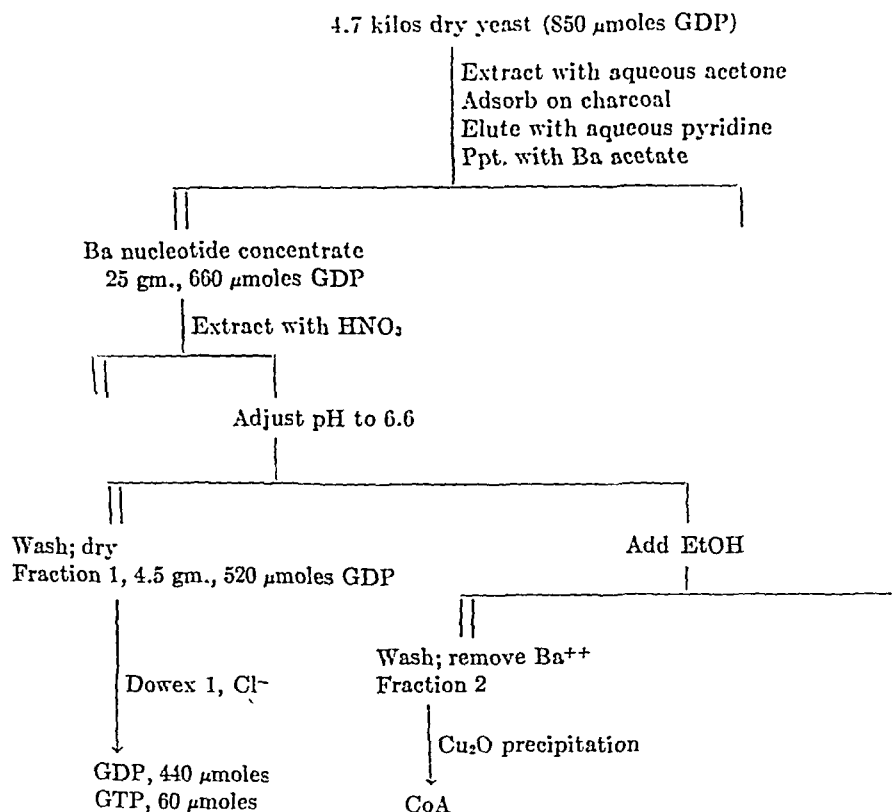 4.7 kilos dry yeast (850 μmoles GDP)
Extract with aqueous acetone
Adsorb on charcoal
Elute with aqueous pyridine
Ppt. with Ba acetate
Ba nucleotide concentrate
25 gm., 660 μmoles GDP
Extract with HNO₃
Adjust pH to 6.6
Wash; dry
Fraction 1, 4.5 gm., 520 μmoles GDP
Add EtOH
Wash; remove Ba⁺⁺
Fraction 2
Dowex 1, Cl⁻
Cu₂O precipitation
GDP, 440 μmoles
GTP, 60 μmoles
CoA